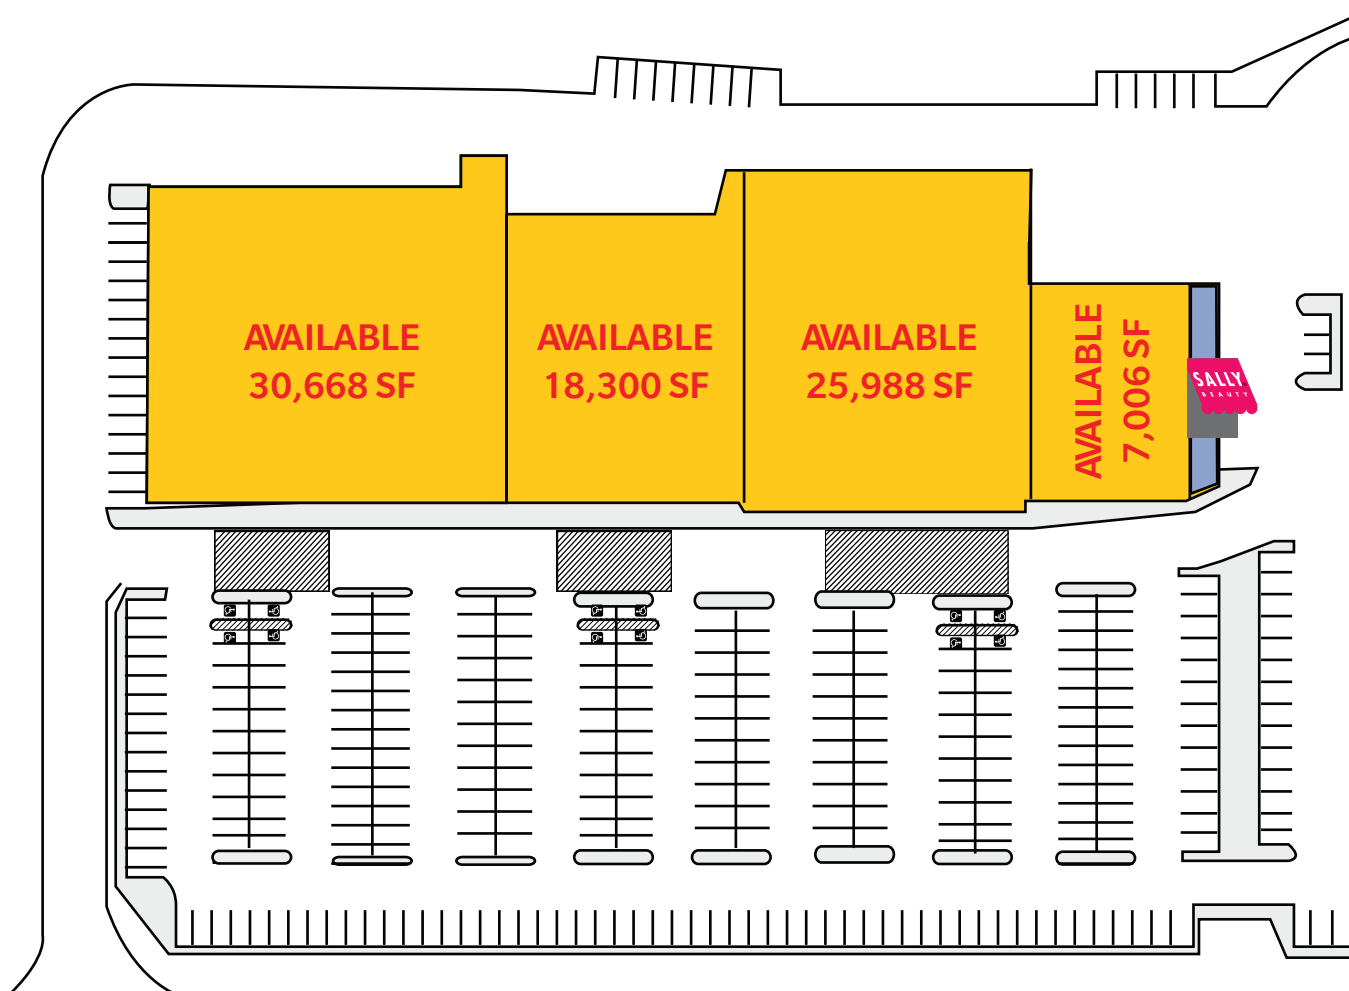 AVAILABLE
30,668 SF
AVAILABLE
18,300 SF
AVAILABLE
25,988 SF
AVAILABLE
7,006 SF
SALLY
BEAUTY